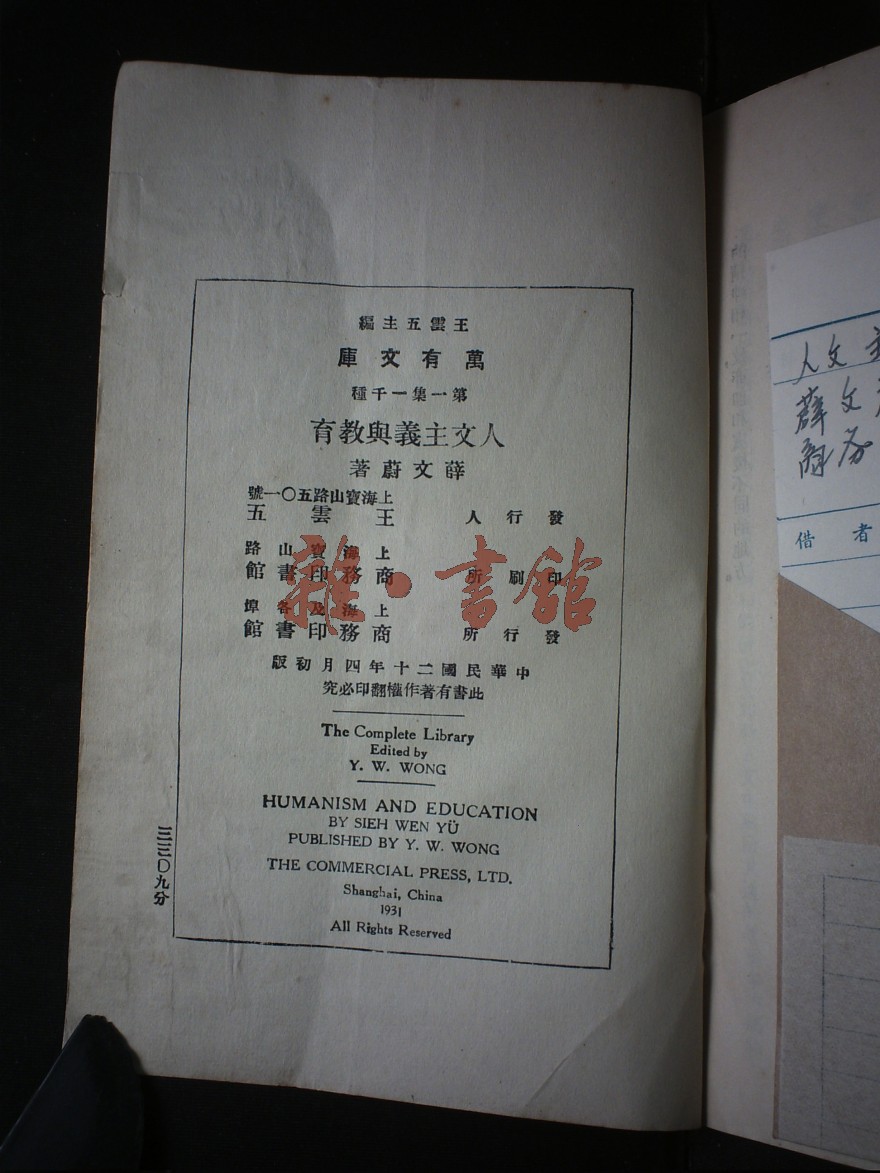 王雲五主編
萬有文庫
第一集一千種
人文主義與教育
薛文蔚著
上海寶山路五〇一號
發行人 王雲五
上海寶山路
印刷所 商務印書館
上海及各埠
發行所 商務印書館
中華民國二十年四月初版
此書有著作權翻印必究
The Complete Library
Edited by
Y. W. WONG
HUMANISM AND EDUCATION
BY SIEH WEN YÜ
PUBLISHED BY Y. W. WONG
THE COMMERCIAL PRESS, LTD.
Shanghai, China
1931
All Rights Reserved
三三〇九分
雜·書館
人文
薛文
借者